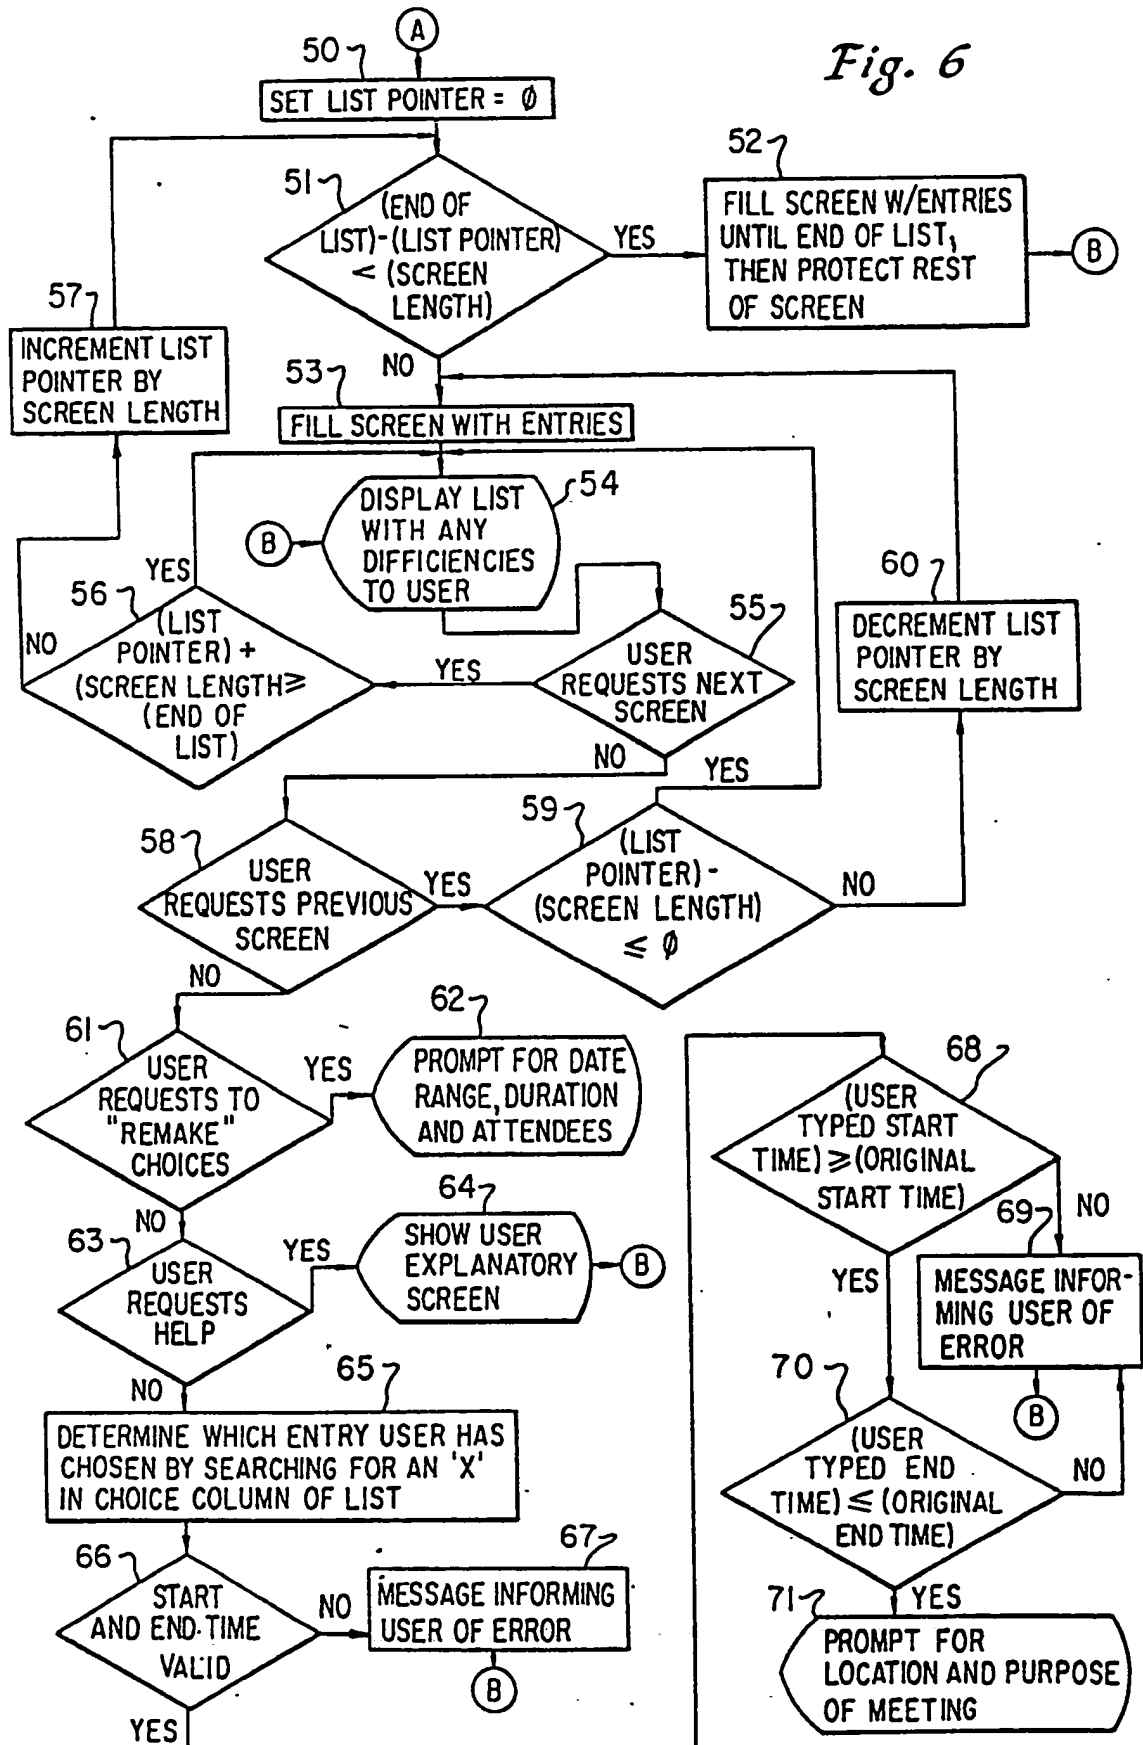 Fig. 6
A
50
SET LIST POINTER = Ø
51
(END OF
LIST)-(LIST POINTER)
< (SCREEN
LENGTH)
YES
NO
52
FILL SCREEN W/ENTRIES
UNTIL END OF LIST,
THEN PROTECT REST
OF SCREEN
B
57
INCREMENT LIST
POINTER BY
SCREEN LENGTH
53
FILL SCREEN WITH ENTRIES
54
DISPLAY LIST
WITH ANY
DIFFICIENCIES
TO USER
B
55
USER
REQUESTS NEXT
SCREEN
YES
NO
56
(LIST
POINTER) +
(SCREEN LENGTH≥
(END OF
LIST)
YES
NO
60
DECREMENT LIST
POINTER BY
SCREEN LENGTH
58
USER
REQUESTS PREVIOUS
SCREEN
YES
NO
59
(LIST
POINTER)-
(SCREEN LENGTH)
≤ Ø
YES
NO
61
USER
REQUESTS TO
"REMAKE"
CHOICES
YES
NO
62
PROMPT FOR DATE
RANGE, DURATION
AND ATTENDEES
63
USER
REQUESTS
HELP
YES
NO
64
SHOW USER
EXPLANATORY
SCREEN
B
65
DETERMINE WHICH ENTRY USER HAS
CHOSEN BY SEARCHING FOR AN 'X'
IN CHOICE COLUMN OF LIST
66
START
AND END-TIME
VALID
NO
YES
67
MESSAGE INFORMING
USER OF ERROR
B
68
(USER
TYPED START
TIME) ≥ (ORIGINAL
START TIME)
NO
YES
69
MESSAGE INFOR-
MING USER OF
ERROR
B
70
(USER
TYPED END
TIME) ≤ (ORIGINAL
END TIME)
NO
YES
71
PROMPT FOR
LOCATION AND PURPOSE
OF MEETING